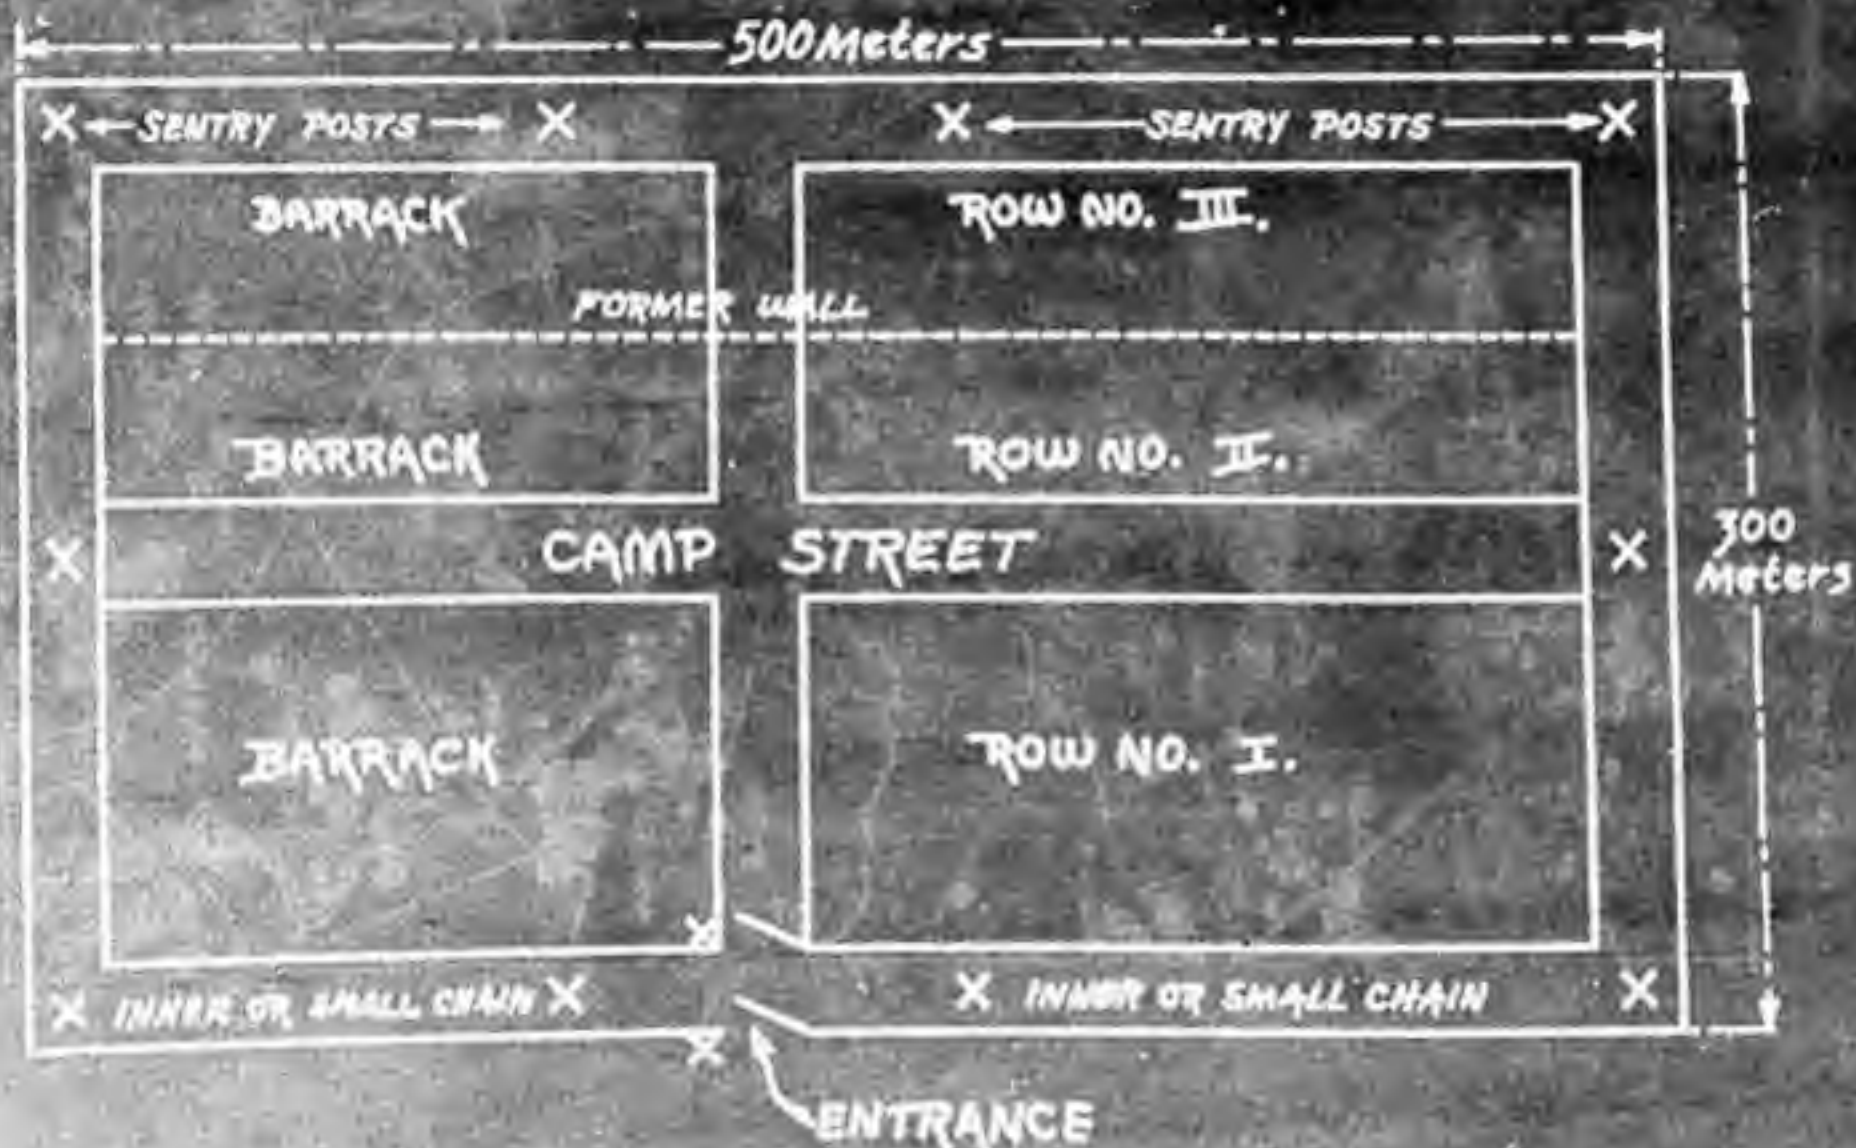 500 Meters
X SENTRY POSTS X X SENTRY POSTS X
BARRACK ROW NO. III.
FORMER WALL
BARRACK ROW NO. II.
X CAMP STREET X
300
Meters
BARRACK ROW NO. I.
X
X INNER OR SMALL CHAIN X X INNER OR SMALL CHAIN X
X
ENTRANCE